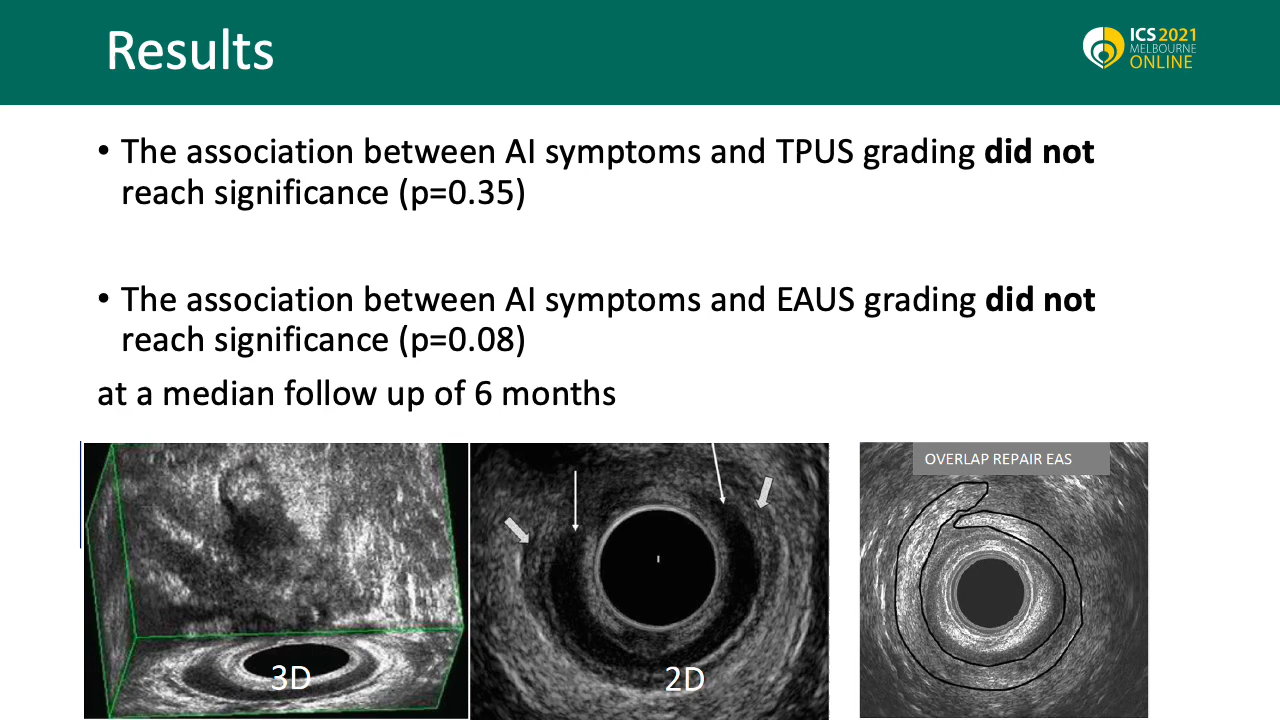 Results
ICS 2021
MELBOURNE
ONLINE
• The association between AI symptoms and TPUS grading did not
reach significance (p=0.35)
• The association between AI symptoms and EAUS grading did not
reach significance (p=0.08)
at a median follow up of 6 months
OVERLAP REPAIR EAS
3D
2D